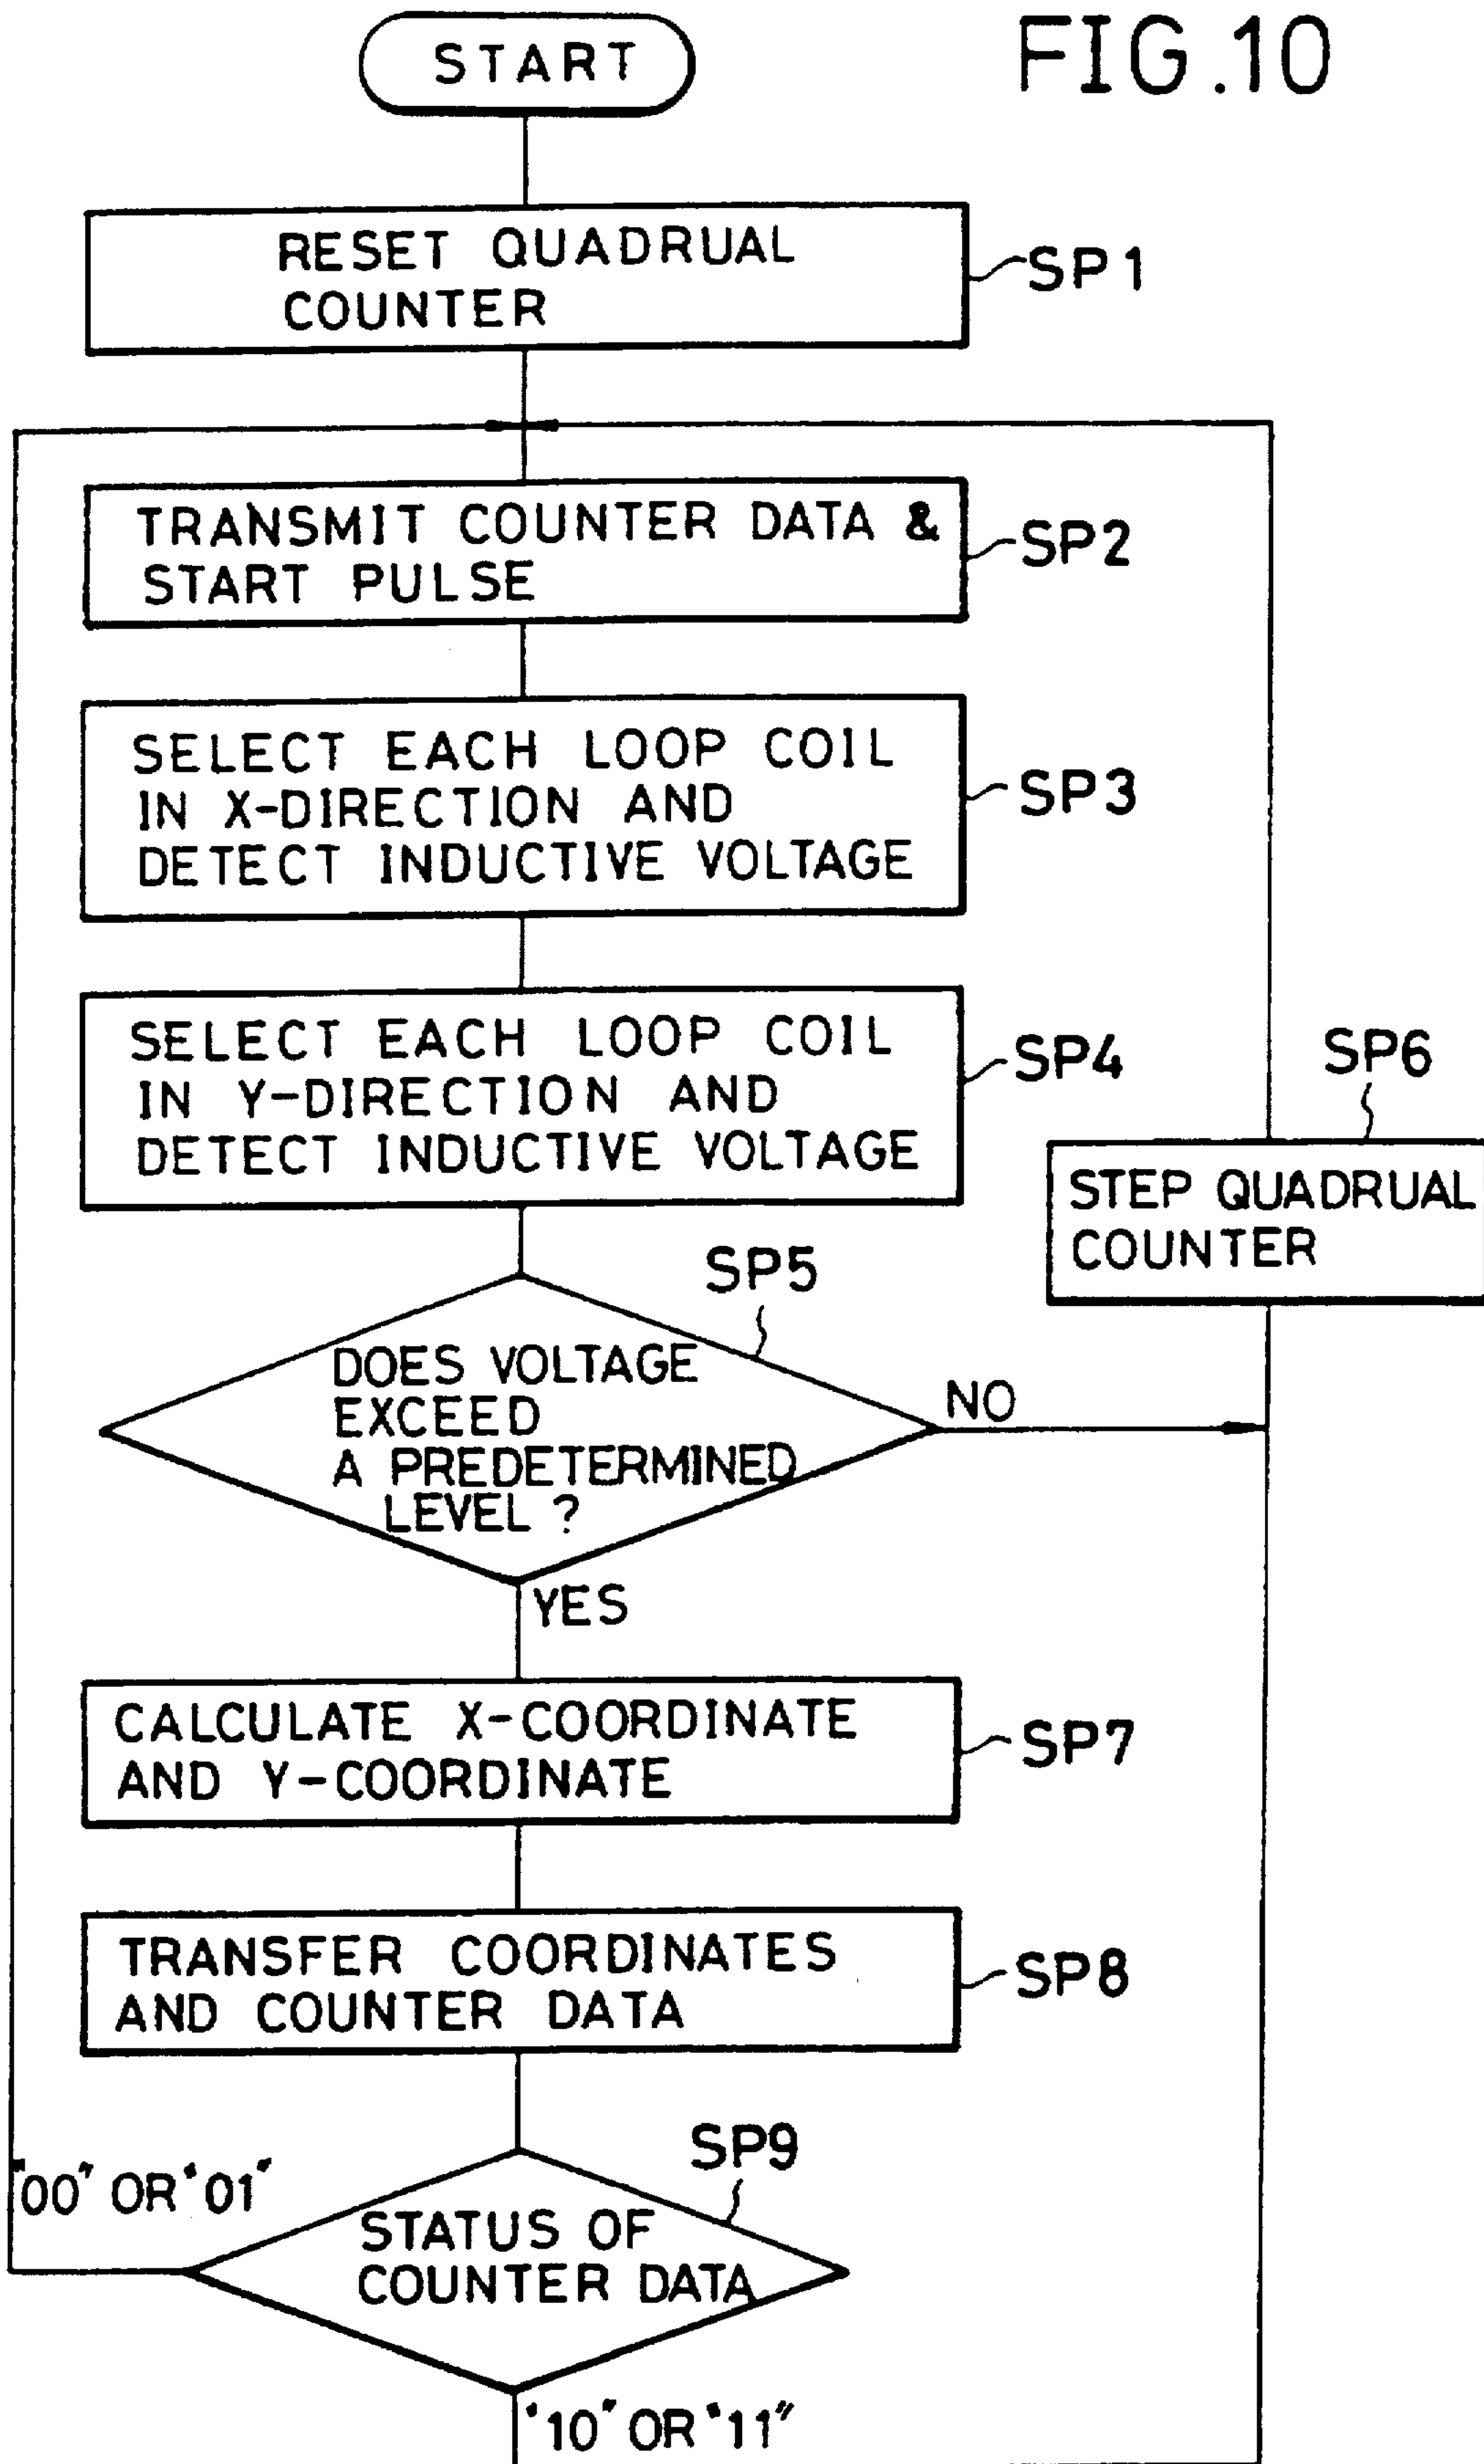 FIG.10
START
RESET QUADRUAL
COUNTER
SP1
TRANSMIT COUNTER DATA &
START PULSE
SP2
SELECT EACH LOOP COIL
IN X-DIRECTION AND
DETECT INDUCTIVE VOLTAGE
SP3
SELECT EACH LOOP COIL
IN Y-DIRECTION AND
DETECT INDUCTIVE VOLTAGE
SP4
SP6
STEP QUADRUAL
COUNTER
SP5
DOES VOLTAGE
EXCEED
A PREDETERMINED
LEVEL ?
NO
YES
CALCULATE X-COORDINATE
AND Y-COORDINATE
SP7
TRANSFER COORDINATES
AND COUNTER DATA
SP8
SP9
"00" OR "01"
STATUS OF
COUNTER DATA
"10" OR "11"